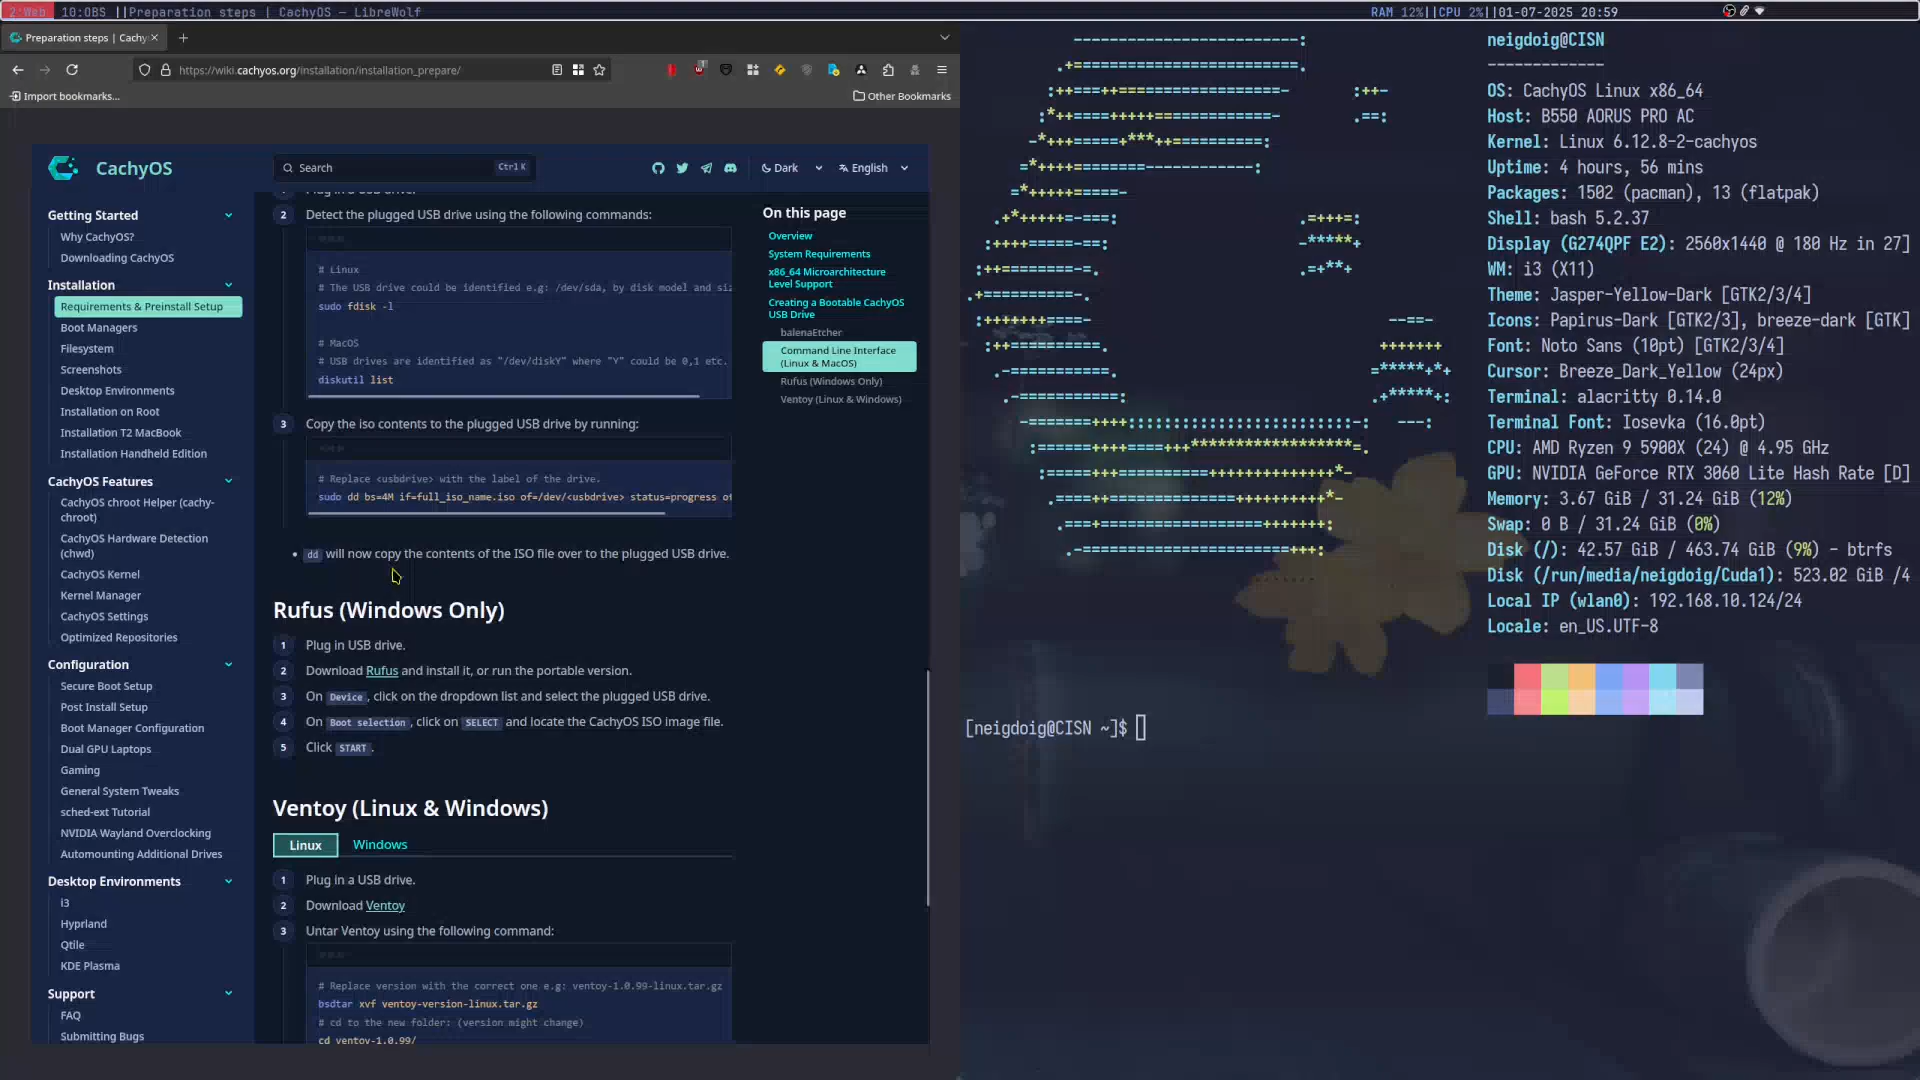 2:Web 10:OBS ||Preparation steps | CachyOS — LibreWolf
RAM 12%||CPU 2%||01-07-2025 20:59
Preparation steps | Cachy
https://wiki.cachyos.org/installation/installation_prepare/
Import bookmarks...
Other Bookmarks
CachyOS
Search
Ctrl K
Dark
English
Getting Started
Why CachyOS?
Downloading CachyOS
Installation
Requirements & Preinstall Setup
Boot Managers
Filesystem
Screenshots
Desktop Environments
Installation on Root
Installation T2 MacBook
Installation Handheld Edition
CachyOS Features
CachyOS chroot Helper (cachy-
chroot)
CachyOS Hardware Detection
(chwd)
CachyOS Kernel
Kernel Manager
CachyOS Settings
Optimized Repositories
Configuration
Secure Boot Setup
Post Install Setup
Boot Manager Configuration
Dual GPU Laptops
Gaming
General System Tweaks
sched-ext Tutorial
NVIDIA Wayland Overclocking
Automounting Additional Drives
Desktop Environments
i3
Hyprland
Qtile
KDE Plasma
Support
FAQ
Submitting Bugs
2 Detect the plugged USB drive using the following commands:
# Linux
# The USB drive could be identified e.g: /dev/sda, by disk model and siz
sudo fdisk -l
# MacOS
# USB drives are identified as "/dev/diskY" where "Y" could be 0,1 etc.
diskutil list
3 Copy the iso contents to the plugged USB drive by running:
# Replace <usbdrive> with the label of the drive.
sudo dd bs=4M if=full_iso_name.iso of=/dev/<usbdrive> status=progress of
• dd will now copy the contents of the ISO file over to the plugged USB drive.
Rufus (Windows Only)
1 Plug in USB drive.
2 Download Rufus and install it, or run the portable version.
3 On Device, click on the dropdown list and select the plugged USB drive.
4 On Boot selection, click on SELECT and locate the CachyOS ISO image file.
5 Click START.
Ventoy (Linux & Windows)
Linux Windows
1 Plug in a USB drive.
2 Download Ventoy
3 Untar Ventoy using the following command:
# Replace version with the correct one e.g: ventoy-1.0.99-linux.tar.gz
bsdtar xvf ventoy-version-linux.tar.gz
# cd to the new folder: (version might change)
cd ventoy-1.0.99/
On this page
Overview
System Requirements
x86_64 Microarchitecture
Level Support
Creating a Bootable CachyOS
USB Drive
balenaEtcher
Command Line Interface
(Linux & MacOS)
Rufus (Windows Only)
Ventoy (Linux & Windows)
neigdoig@CISN
-------------
OS: CachyOS Linux x86_64
Host: B550 AORUS PRO AC
Kernel: Linux 6.12.8-2-cachyos
Uptime: 4 hours, 56 mins
Packages: 1502 (pacman), 13 (flatpak)
Shell: bash 5.2.37
Display (G274QPF E2): 2560x1440 @ 180 Hz in 27]
WM: i3 (X11)
Theme: Jasper-Yellow-Dark [GTK2/3/4]
Icons: Papirus-Dark [GTK2/3], breeze-dark [GTK]
Font: Noto Sans (10pt) [GTK2/3/4]
Cursor: Breeze_Dark_Yellow (24px)
Terminal: alacritty 0.14.0
Terminal Font: Iosevka (16.0pt)
CPU: AMD Ryzen 9 5900X (24) @ 4.95 GHz
GPU: NVIDIA GeForce RTX 3060 Lite Hash Rate [D]
Memory: 3.67 GiB / 31.24 GiB (12%)
Swap: 0 B / 31.24 GiB (0%)
Disk (/): 42.57 GiB / 463.74 GiB (9%) - btrfs
Disk (/run/media/neigdoig/Cuda1): 523.02 GiB /4
Local IP (wlan0): 192.168.10.124/24
Locale: en_US.UTF-8
[neigdoig@CISN ~]$